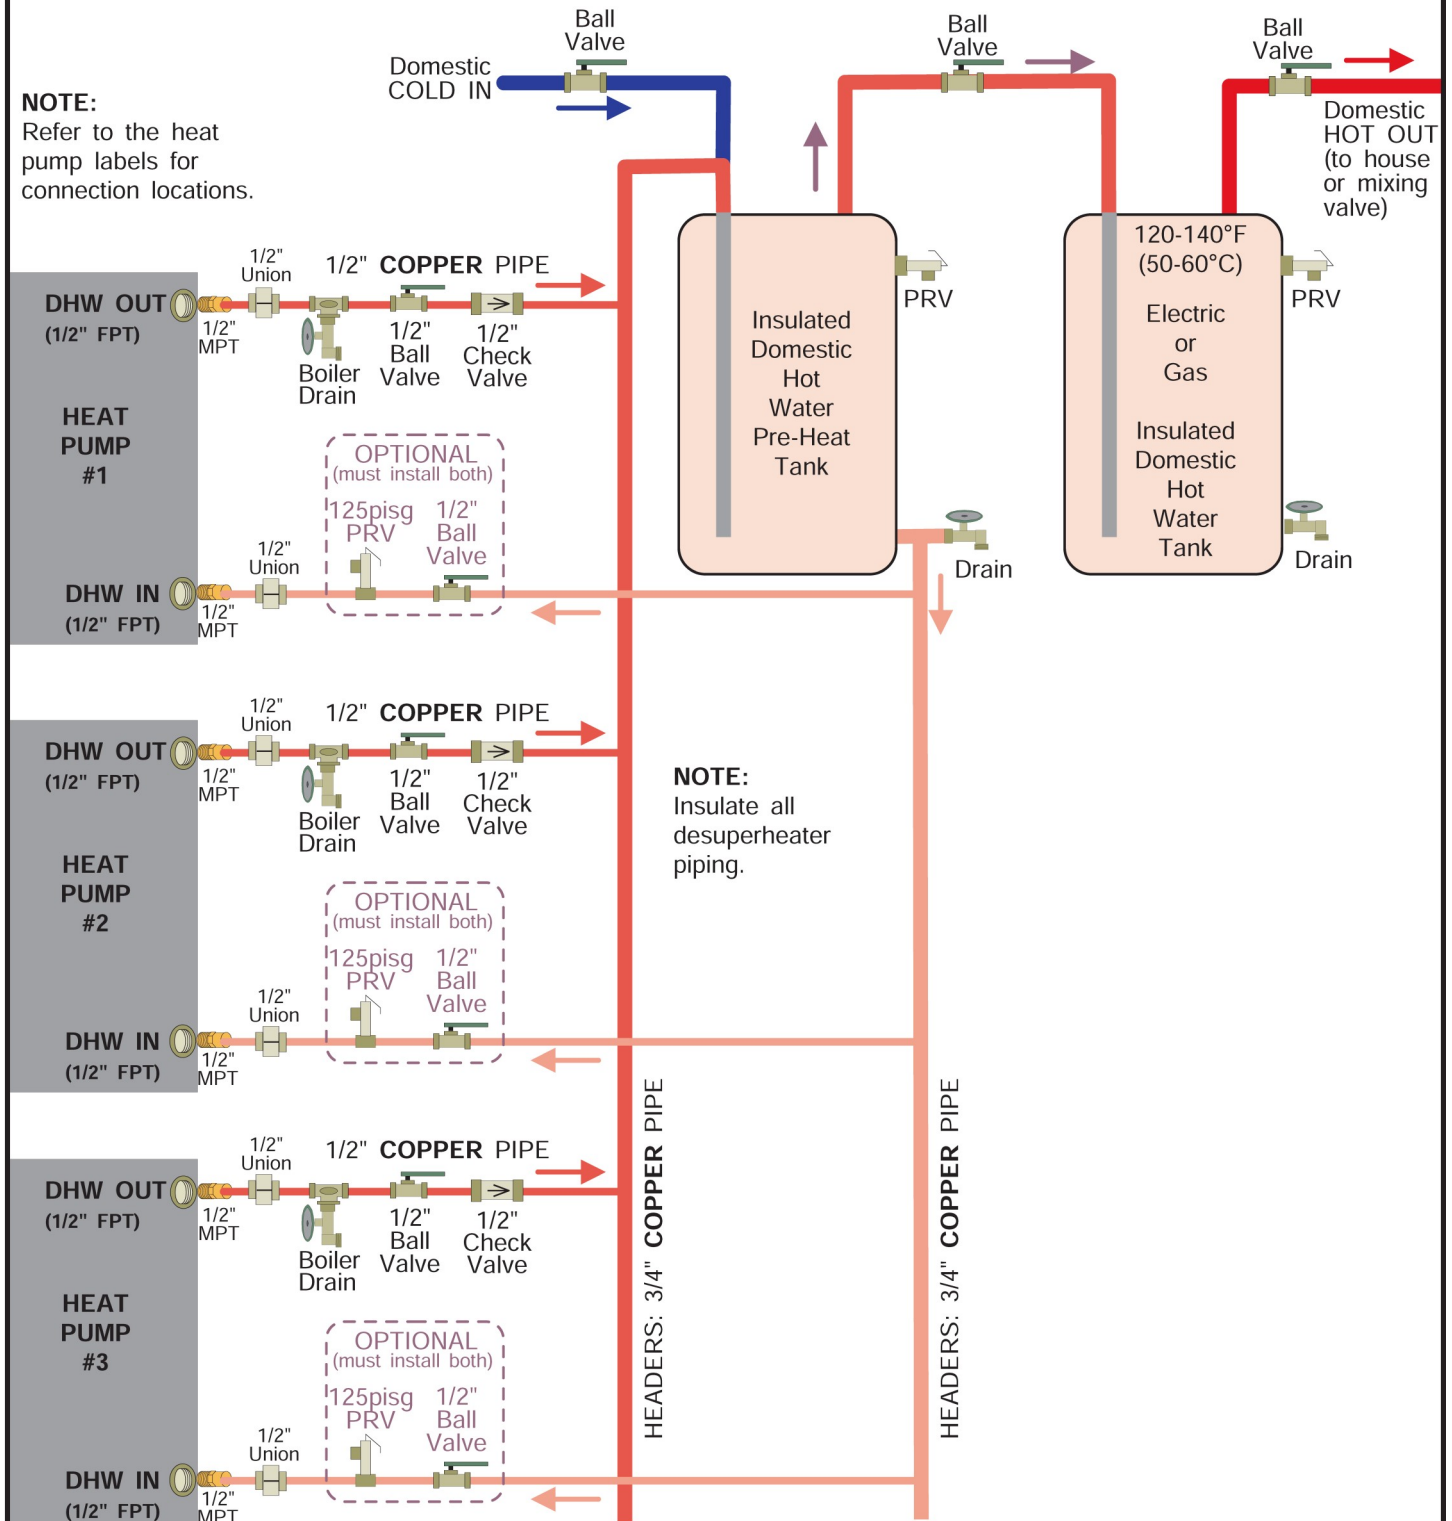 Ball
Valve
Domestic
COLD IN
Ball
Valve
Ball
Valve
Domestic
HOT OUT
(to house
or mixing
valve)
NOTE:
Refer to the heat
pump labels for
connection locations.
120-140°F
(50-60°C)
Electric
or
Gas
Insulated
Domestic
Hot
Water
Tank
PRV
Drain
Insulated
Domestic
Hot
Water
Pre-Heat
Tank
PRV
Drain
1/2"
Union
1/2" COPPER PIPE
DHW OUT
(1/2" FPT)
1/2"
MPT
Boiler
Drain
1/2"
Ball
Valve
1/2"
Check
Valve
HEAT
PUMP
#1
OPTIONAL
(must install both)
125pisg
PRV
1/2"
Ball
Valve
1/2"
Union
DHW IN
(1/2" FPT)
1/2"
MPT
1/2"
Union
1/2" COPPER PIPE
DHW OUT
(1/2" FPT)
1/2"
MPT
Boiler
Drain
1/2"
Ball
Valve
1/2"
Check
Valve
NOTE:
Insulate all
desuperheater
piping.
HEAT
PUMP
#2
OPTIONAL
(must install both)
125pisg
PRV
1/2"
Ball
Valve
1/2"
Union
DHW IN
(1/2" FPT)
1/2"
MPT
HEADERS: 3/4" COPPER PIPE
HEADERS: 3/4" COPPER PIPE
1/2"
Union
1/2" COPPER PIPE
DHW OUT
(1/2" FPT)
1/2"
MPT
Boiler
Drain
1/2"
Ball
Valve
1/2"
Check
Valve
HEAT
PUMP
#3
OPTIONAL
(must install both)
125pisg
PRV
1/2"
Ball
Valve
1/2"
Union
DHW IN
(1/2" FPT)
1/2"
MPT